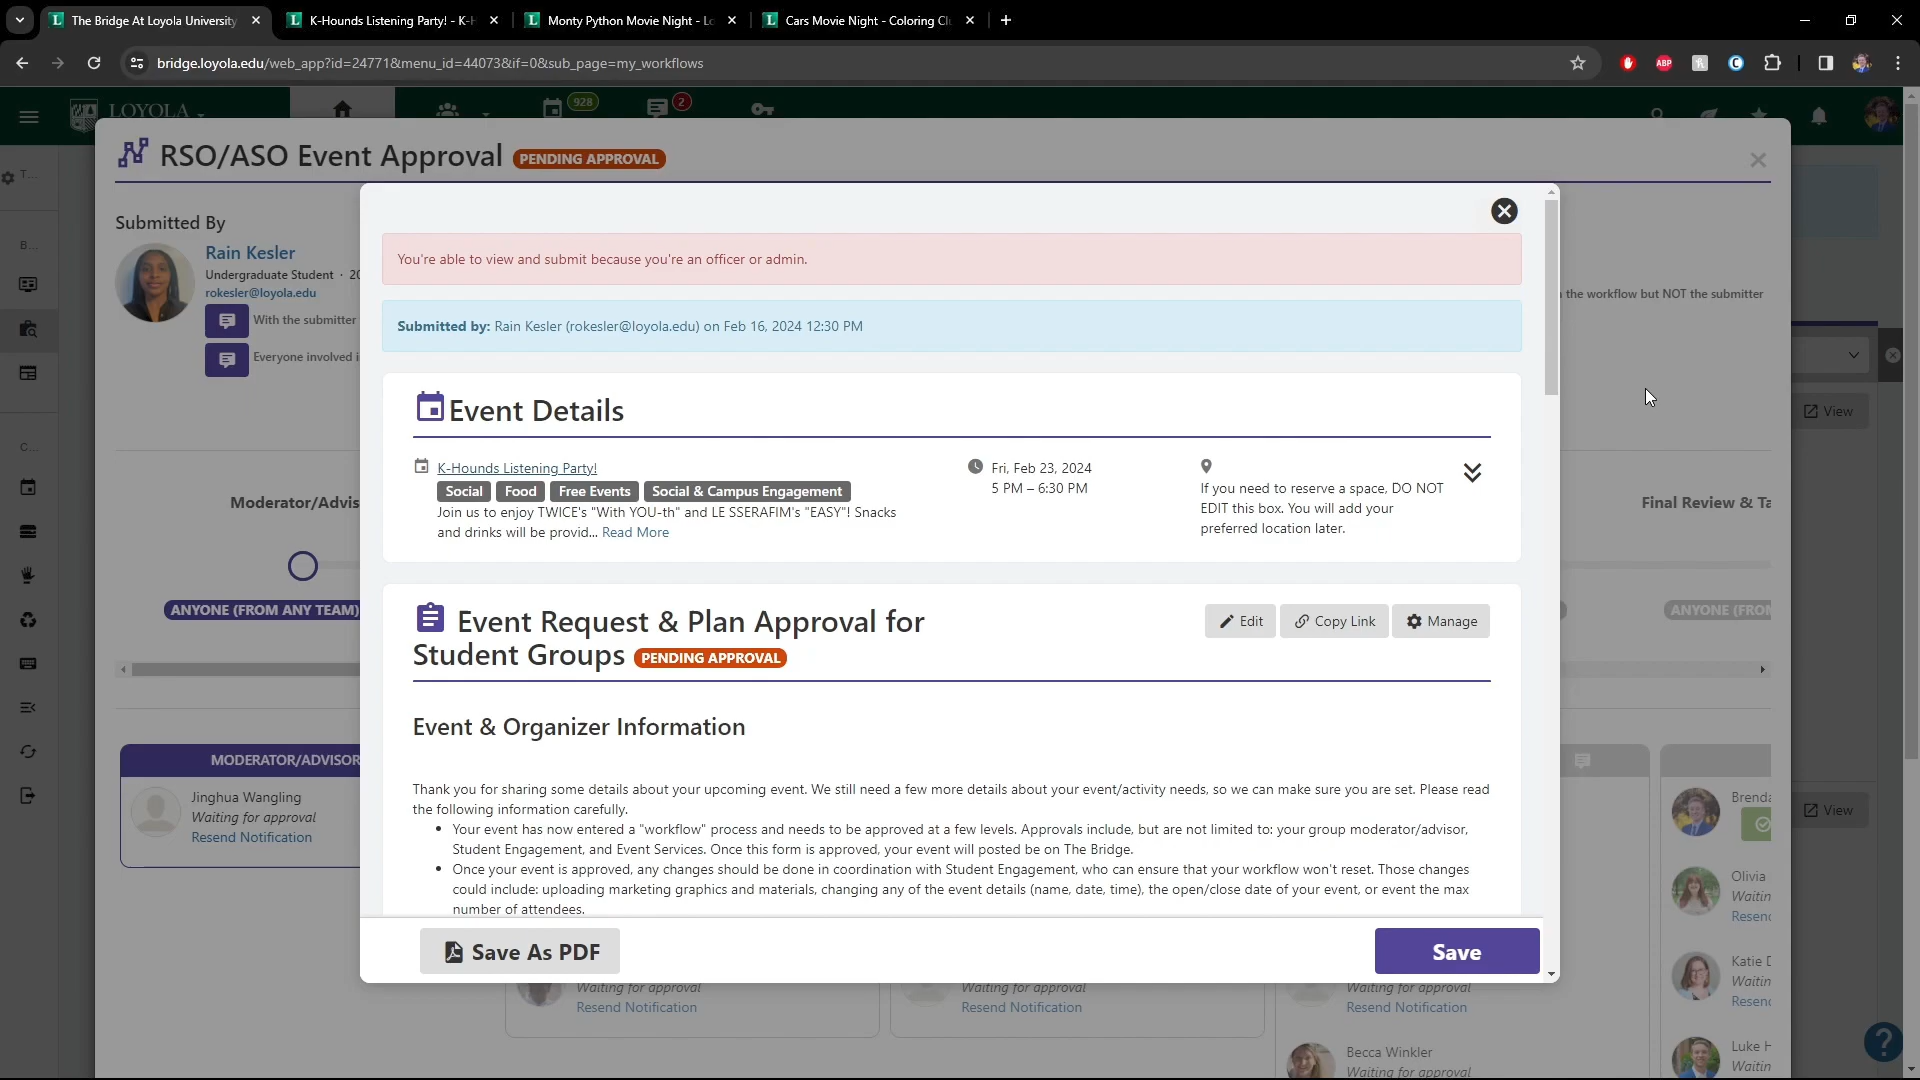 The Bridge At Loyola University
K-Hounds Listening Party! - K-H
Monty Python Movie Night - Lo
Cars Movie Night - Coloring Clu
bridge.loyola.edu/web_app?id=24771&menu_id=44073&if=0&sub_page=my_workflows
ABP
LOYOLA
928
2
RSO/ASO Event Approval PENDING APPROVAL
T...
Submitted By
B...
Rain Kesler
Undergraduate Student · 20
rokesler@loyola.edu
With the submitter
Everyone involved i
the workflow but NOT the submitter
View
You're able to view and submit because you're an officer or admin.
Submitted by: Rain Kesler (rokesler@loyola.edu) on Feb 16, 2024 12:30 PM
Event Details
K-Hounds Listening Party!
Social Food Free Events Social & Campus Engagement
Join us to enjoy TWICE's "With YOU-th" and LE SSERAFIM's "EASY"! Snacks
and drinks will be provid... Read More
Fri, Feb 23, 2024
5 PM – 6:30 PM
If you need to reserve a space, DO NOT
EDIT this box. You will add your
preferred location later.
C...
Moderator/Advis
Final Review & Ta
ANYONE (FROM ANY TEAM)
ANYONE (FROM
Event Request & Plan Approval for
Student Groups PENDING APPROVAL
Edit
Copy Link
Manage
Event & Organizer Information
Thank you for sharing some details about your upcoming event. We still need a few more details about your event/activity needs, so we can make sure you are set. Please read
the following information carefully.
• Your event has now entered a "workflow" process and needs to be approved at a few levels. Approvals include, but are not limited to: your group moderator/advisor,
Student Engagement, and Event Services. Once this form is approved, your event will posted be on The Bridge.
• Once your event is approved, any changes should be done in coordination with Student Engagement, who can ensure that your workflow won't reset. Those changes
could include: uploading marketing graphics and materials, changing any of the event details (name, date, time), the open/close date of your event, or event the max
number of attendees.
Save As PDF
Save
MODERATOR/ADVISOR
Jinghua Wangling
Waiting for approval
Resend Notification
Brenda
View
Olivia
Waitin
Resend
Katie D
Waitin
Resend
Waiting for approval
Resend Notification
Waiting for approval
Resend Notification
Waiting for approval
Resend Notification
Becca Winkler
Waiting for approval
Luke H
Waitin
?